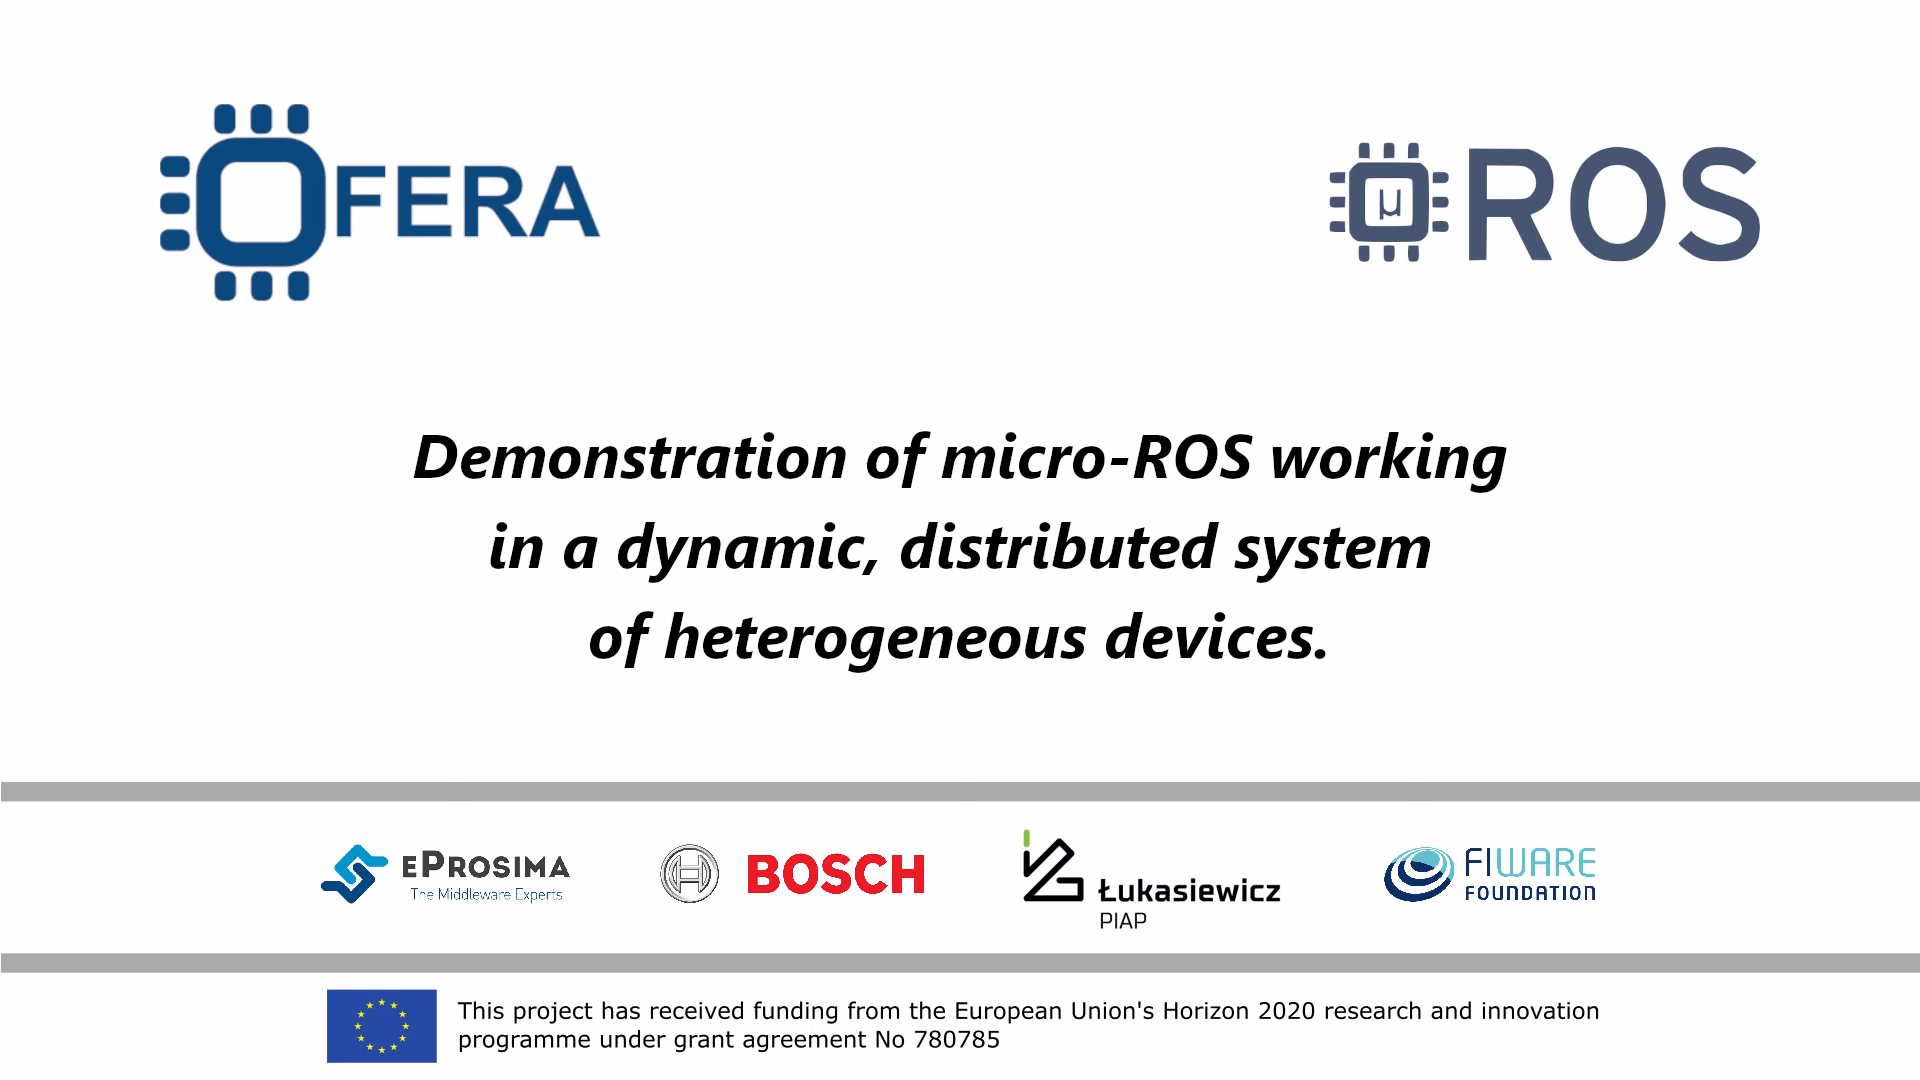 OFERA
µ ROS
Demonstration of micro-ROS working
in a dynamic, distributed system
of heterogeneous devices.
ePROSIMA
The Middleware Experts
BOSCH
Łukasiewicz
PIAP
FIWARE
FOUNDATION
This project has received funding from the European Union's Horizon 2020 research and innovation
programme under grant agreement No 780785